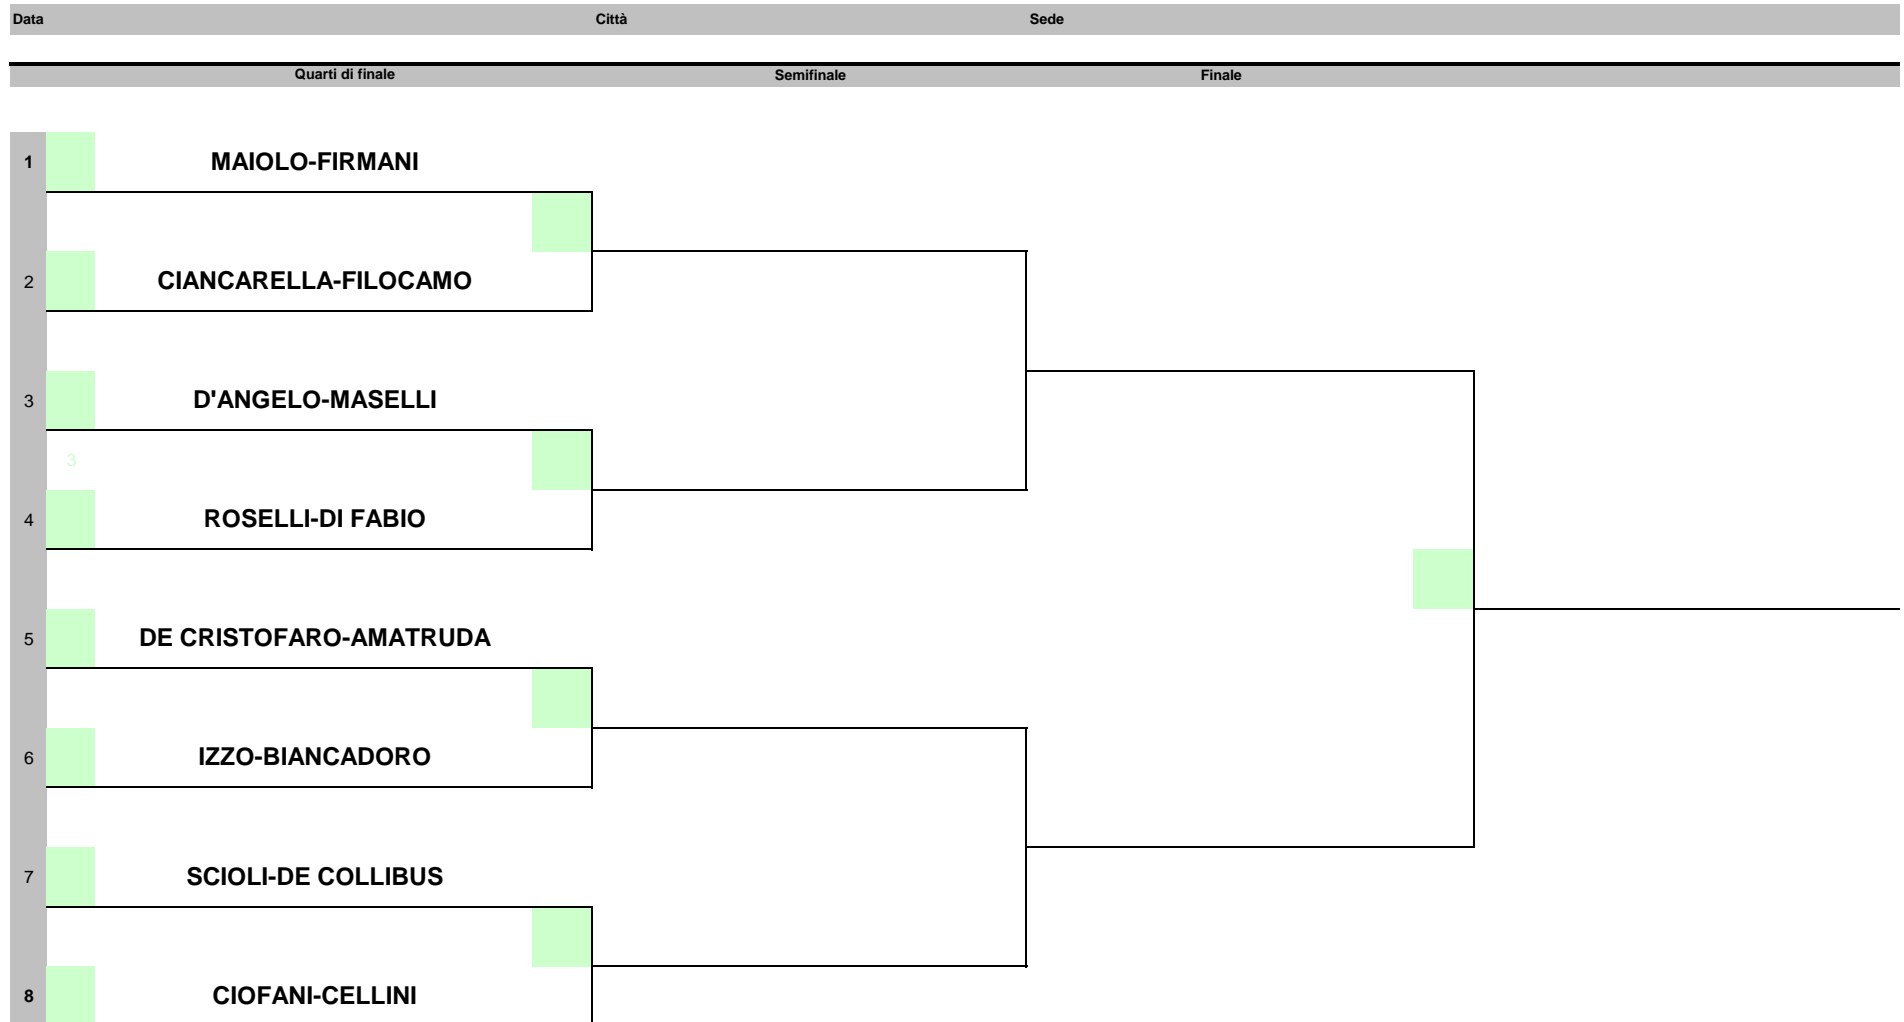 Data Città Sede
Quarti di finale Semifinale Finale
1 MAIOLO-FIRMANI
2 CIANCARELLA-FILOCAMO
3 D'ANGELO-MASELLI
3
4 ROSELLI-DI FABIO
5 DE CRISTOFARO-AMATRUDA
6 IZZO-BIANCADORO
7 SCIOLI-DE COLLIBUS
8 CIOFANI-CELLINI